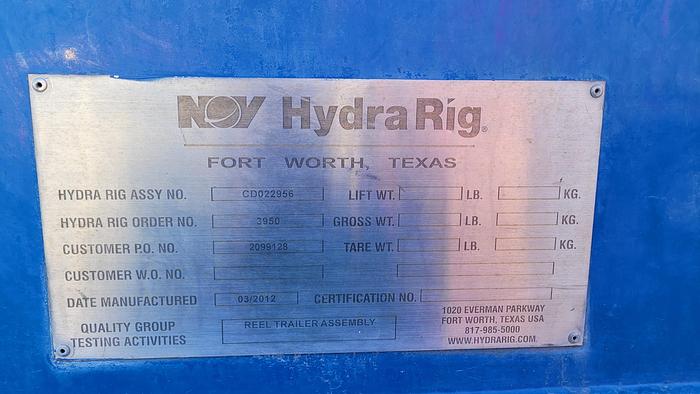 NOV HydraRig®
FORT WORTH, TEXAS
HYDRA RIG ASSY NO. CD022956 LIFT WT. LB. KG.
HYDRA RIG ORDER NO. 3950 GROSS WT. LB. KG.
CUSTOMER P.O. NO. 2099128 TARE WT. LB. KG.
CUSTOMER W.O. NO.
DATE MANUFACTURED 03/2012 CERTIFICATION NO.
QUALITY GROUP
TESTING ACTIVITIES
REEL TRAILER ASSEMBLY
1020 EVERMAN PARKWAY
FORT WORTH, TEXAS USA
817-985-5000
WWW.HYDRARIG.COM